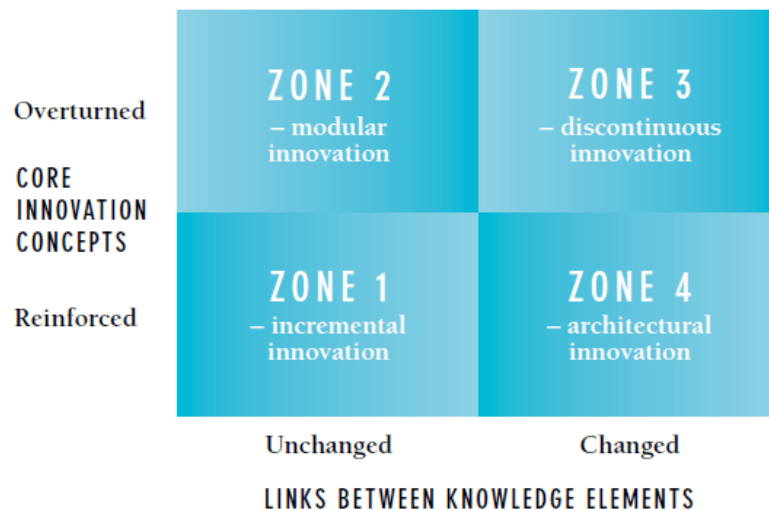 ZONE 2
– modular
innovation
ZONE 3
– discontinuous
innovation
Overturned
CORE
INNOVATION
CONCEPTS
Reinforced
ZONE 1
– incremental
innovation
ZONE 4
– architectural
innovation
Unchanged
Changed
LINKS BETWEEN KNOWLEDGE ELEMENTS